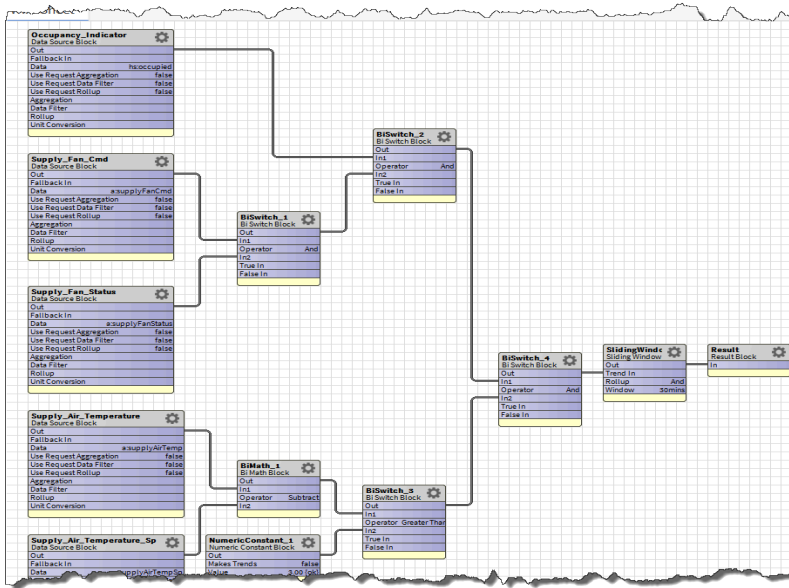 Occupancy_Indicator
Data Source Block
Out
Fallback In
Data hs:occupied
Use Request Aggregation false
Use Request Data Filter false
Use Request Rollup false
Aggregation
Data Filter
Rollup
Unit Conversion
Supply_Fan_Cmd
Data Source Block
Out
Fallback In
Data a:supplyFanCmd
Use Request Aggregation false
Use Request Data Filter false
Use Request Rollup false
Aggregation
Data Filter
Rollup
Unit Conversion
Supply_Fan_Status
Data Source Block
Out
Fallback In
Data a:supplyFanStatus
Use Request Aggregation false
Use Request Data Filter false
Use Request Rollup false
Aggregation
Data Filter
Rollup
Unit Conversion
Supply_Air_Temperature
Data Source Block
Out
Fallback In
Data a:supplyAirTemp
Use Request Aggregation false
Use Request Data Filter false
Use Request Rollup false
Aggregation
Data Filter
Rollup
Unit Conversion
Supply_Air_Temperature_Sp
Data Source Block
Out
Fallback In
Data supplyAirTempSp
BiSwitch_1
Bi Switch Block
Out
In1
Operator And
In2
True In
False In
BiMath_1
Bi Math Block
Out
In1
Operator Subtract
In2
NumericConstant_1
Numeric Constant Block
Out
Makes Trends false
Value 3.00 {ok}
BiSwitch_2
Bi Switch Block
Out
In1
Operator And
In2
True In
False In
BiSwitch_3
Bi Switch Block
Out
In1
Operator Greater Than
In2
True In
False In
BiSwitch_4
Bi Switch Block
Out
In1
Operator And
In2
True In
False In
SlidingWindo
Sliding Window
Out
Trend In
Rollup And
Window 30mins
Result
Result Block
In